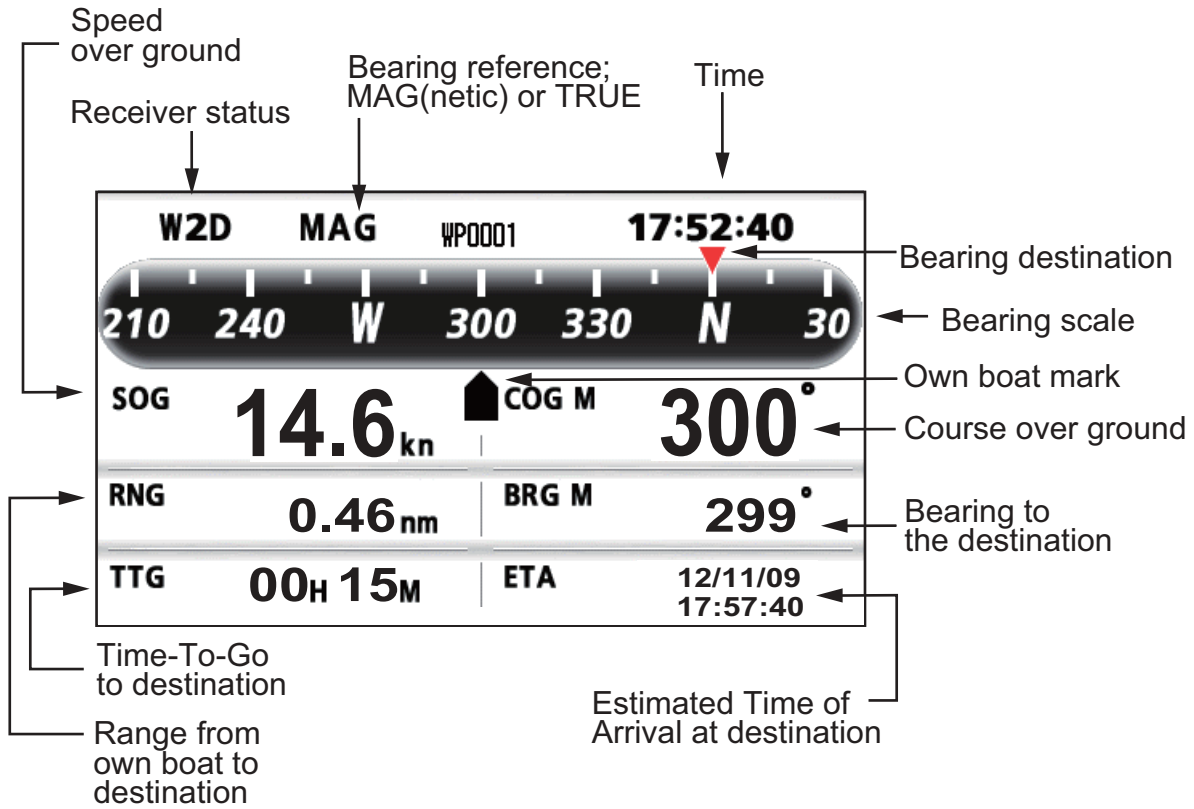 Speed
over ground
Receiver status
Bearing reference;
MAG(netic) or TRUE
Time
W2D MAG WP0001 17:52:40
Bearing destination
210 240 W 300 330 N 30
Bearing scale
Own boat mark
SOG 14.6kn COG M 300°
Course over ground
RNG 0.46nm BRG M 299°
Bearing to
the destination
TTG 00H 15M ETA 12/11/09
17:57:40
Time-To-Go
to destination
Estimated Time of
Arrival at destination
Range from
own boat to
destination